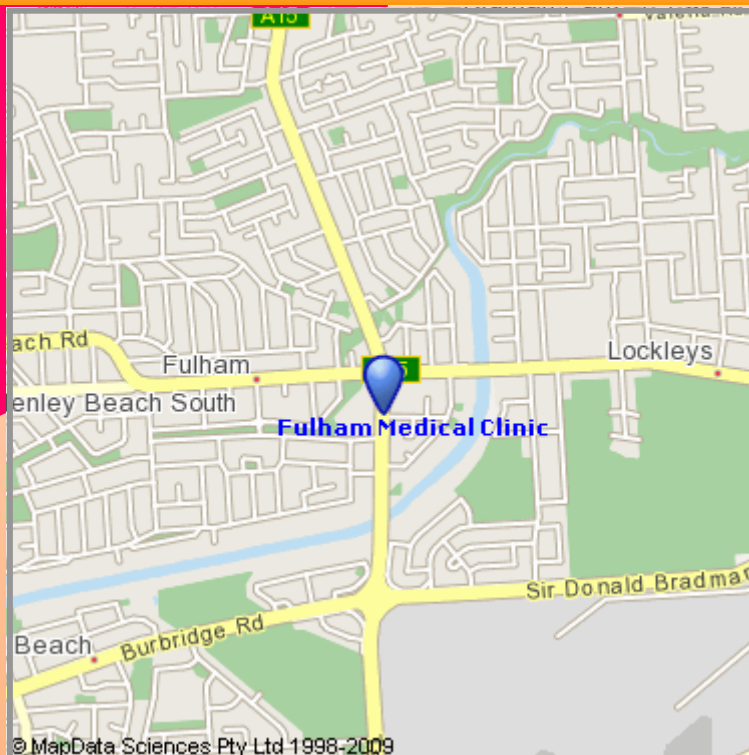 A15
ach Rd
Fulham
Lockleys
enley Beach South
Fulham Medical Clinic
Sir Donald Bradman
Beach
Burbridge Rd
© MapData Sciences Pty Ltd 1998-2009